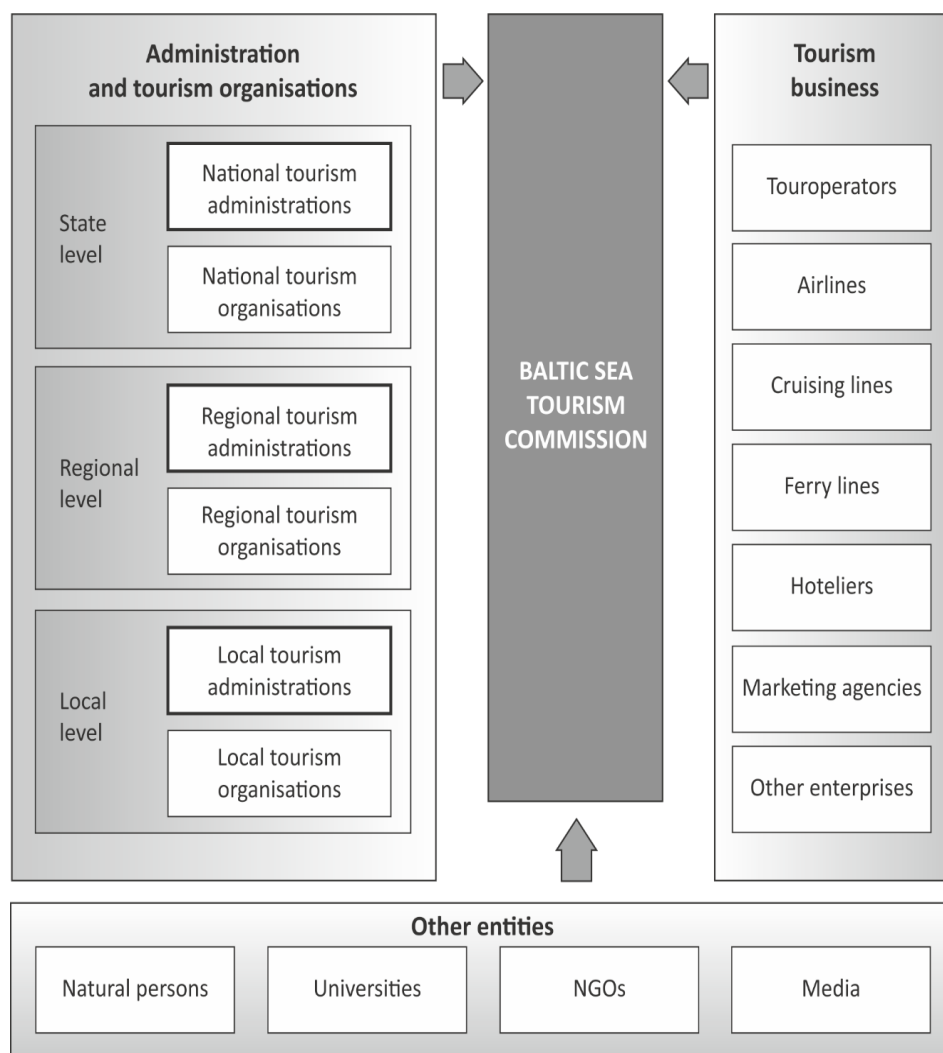 Administration
and tourism organisations
State
level
National tourism
administrations
National tourism
organisations
Regional
level
Regional tourism
administrations
Regional tourism
organisations
Local
level
Local tourism
administrations
Local tourism
organisations
BALTIC SEA
TOURISM
COMMISSION
Tourism
business
Touroperators
Airlines
Cruising lines
Ferry lines
Hoteliers
Marketing agencies
Other enterprises
Other entities
Natural persons
Universities
NGOs
Media